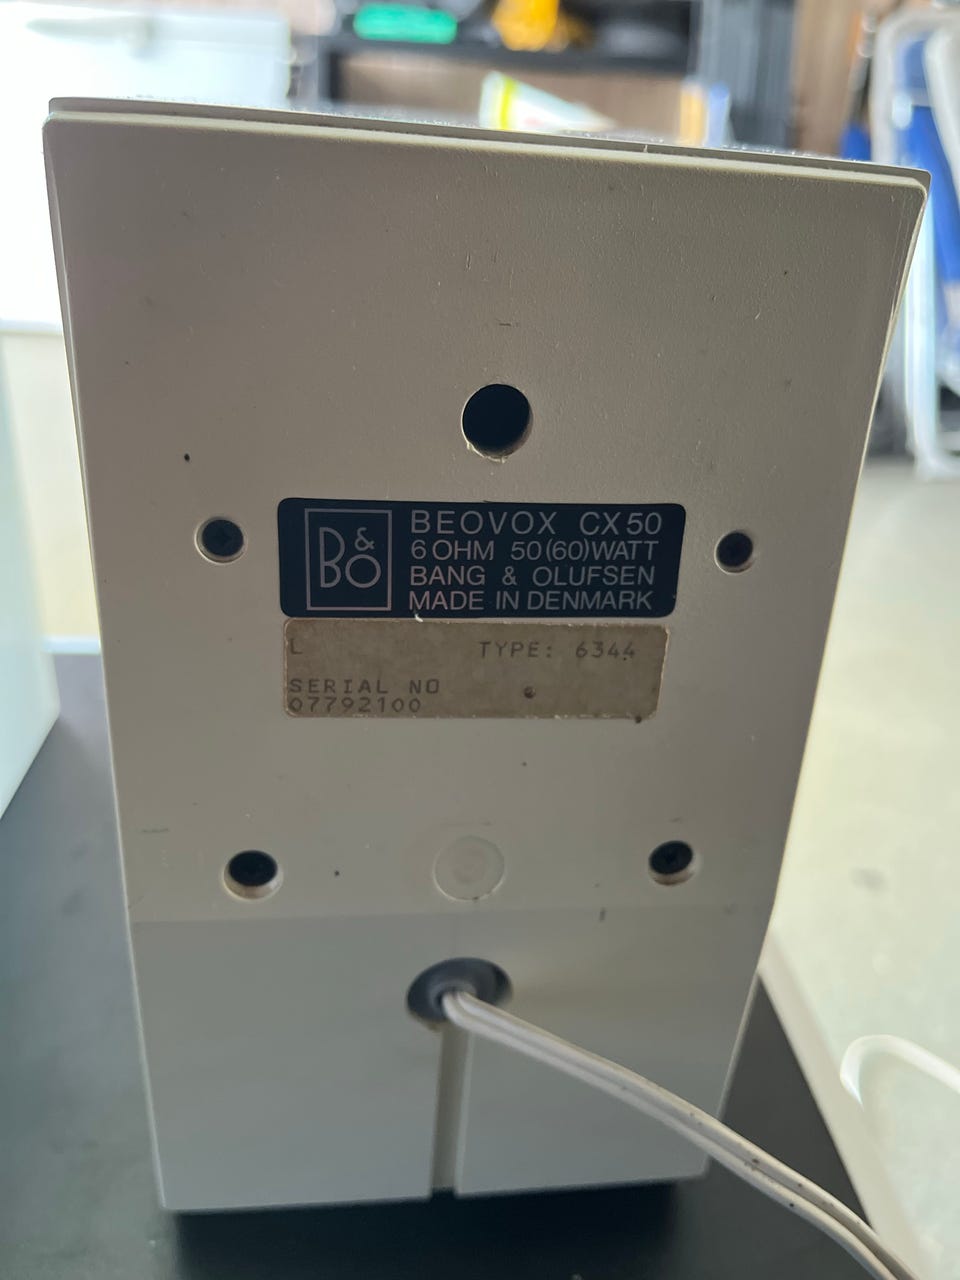 B&O
BEOVOX CX50
6 OHM 50(60)WATT
BANG & OLUFSEN
MADE IN DENMARK
L TYPE: 6344
SERIAL NO
07792100